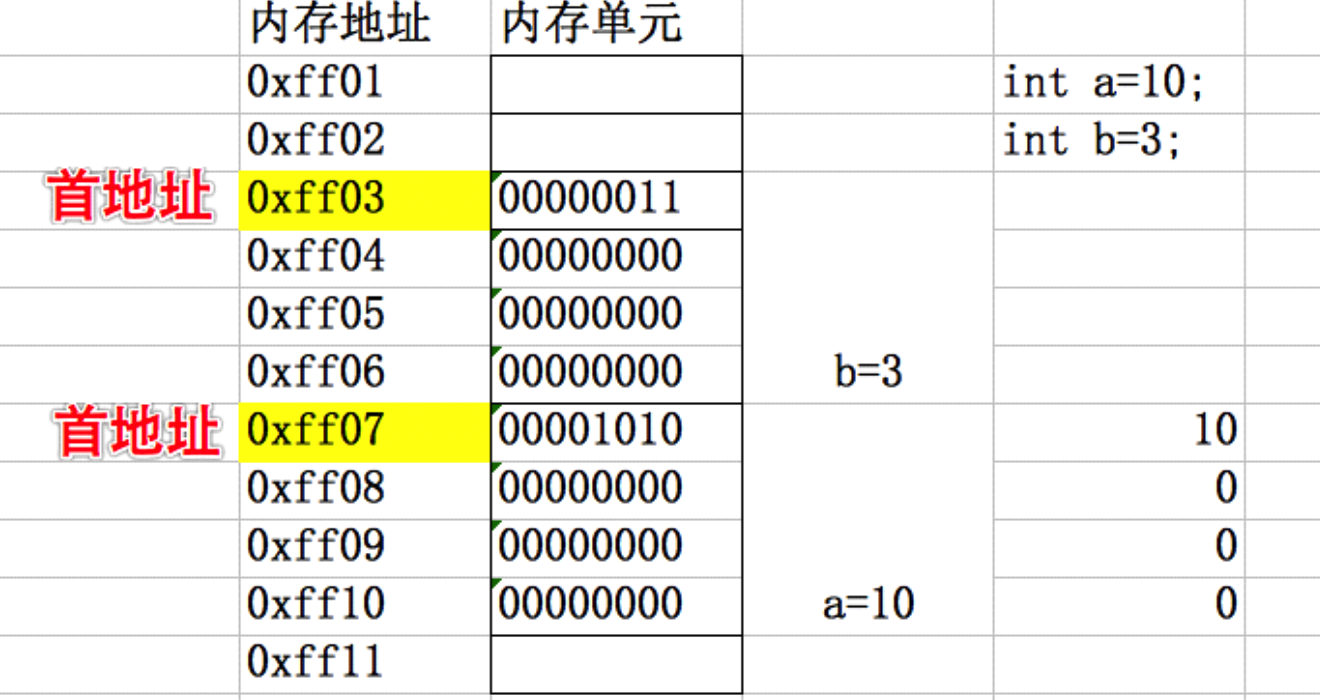 内存地址 内存单元
0xff01 int a=10;
0xff02 int b=3;
首地址 0xff03 00000011
0xff04 00000000
0xff05 00000000
0xff06 00000000 b=3
首地址 0xff07 00001010 10
0xff08 00000000 0
0xff09 00000000 0
0xff10 00000000 a=10 0
0xff11